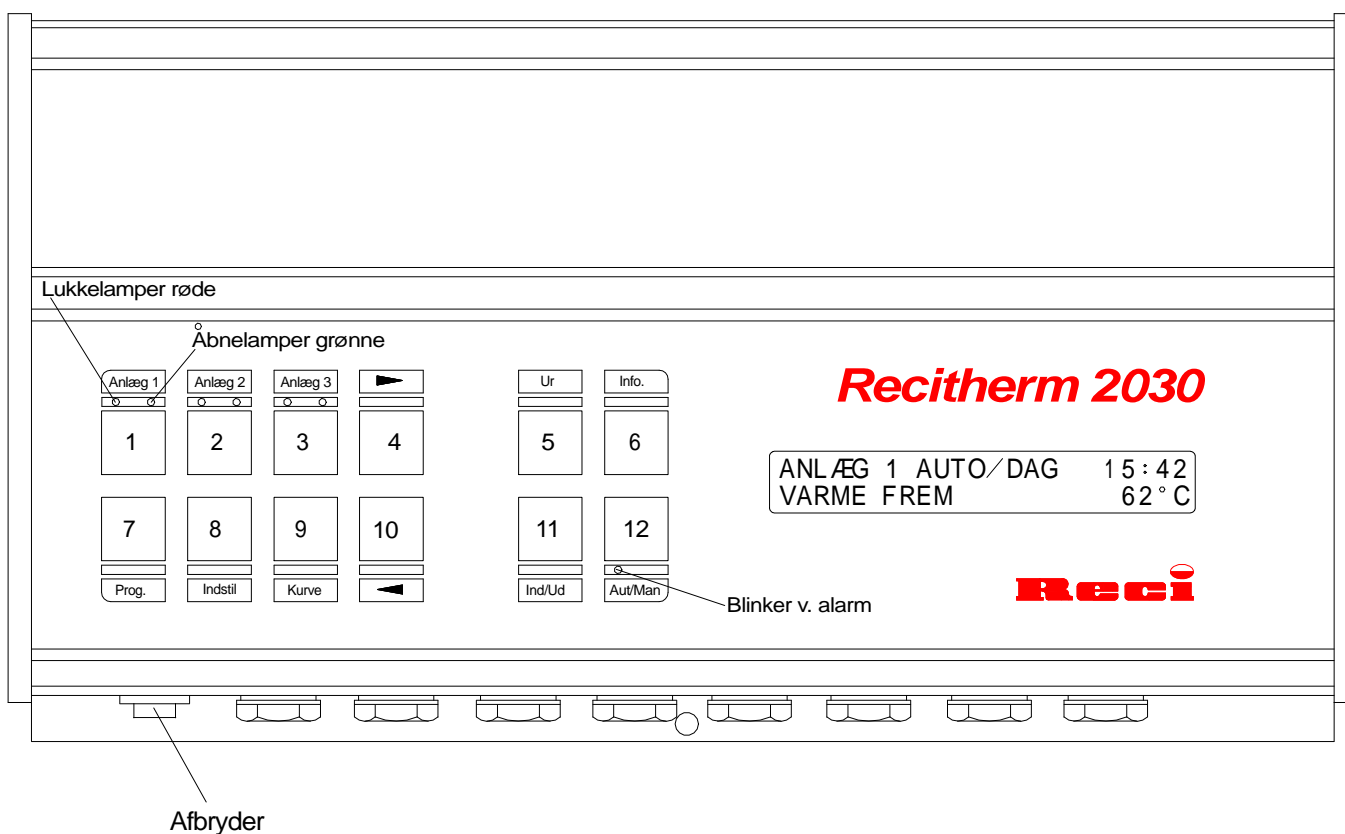 Lukkelamper røde
Åbnelamper grønne
Anlæg 1 Anlæg 2 Anlæg 3 Ur Info.
1 2 3 4 5 6
Recitherm 2030
ANLÆG 1 AUTO/DAG 15:42
VARME FREM 62°C
7 8 9 10 11 12
Prog. Indstil Kurve Ind/Ud Aut/Man
Blinker v. alarm
Reci
Afbryder